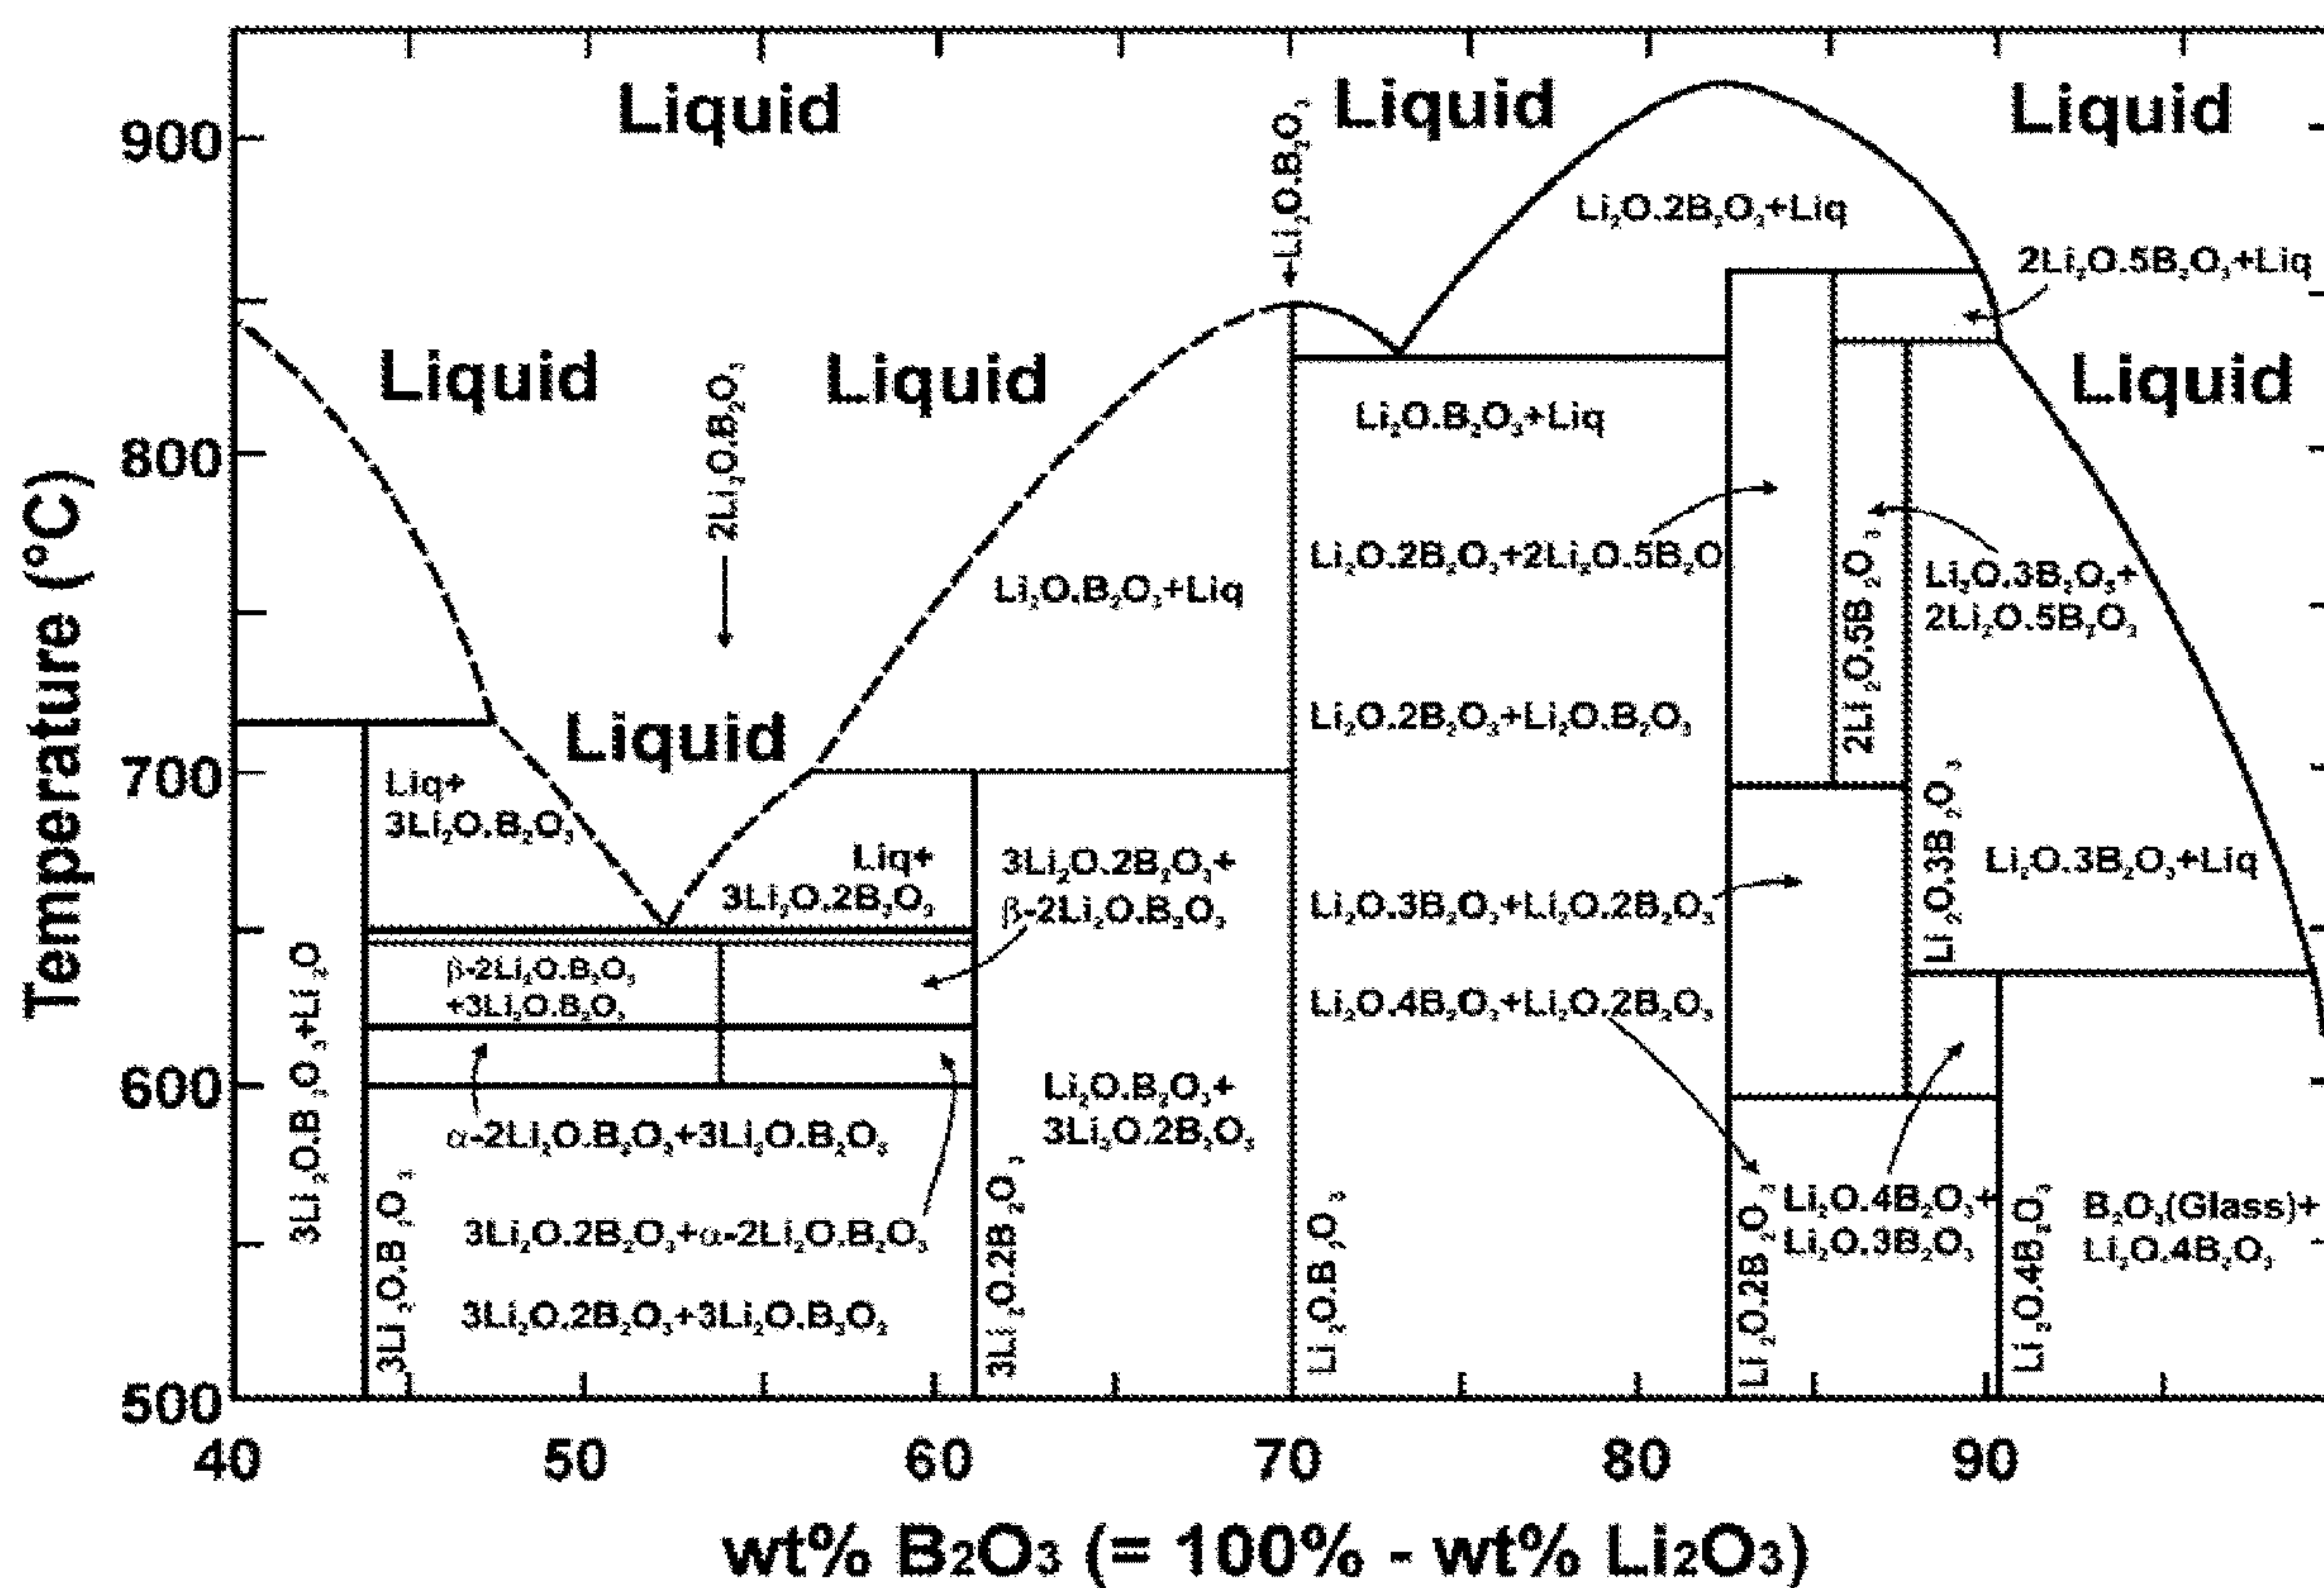 Liquid
Liquid
Liquid
900
Li₂O.2B₂O₃+Liq
+Li₂O.B₂O₃
2Li₂O.5B₂O₃+Liq
Liquid
Liquid
Liquid
2Li₂O.B₂O₃
Li₂O.B₂O₃+Liq
800
Li₂O.2B₂O₃+2Li₂O.5B₂O
Li₂O.3B₂O₃+
2Li₂O.5B₂O₃
Li₂O.B₂O₃+Liq
2Li₂O.5B₂O₃
Liquid
Li₂O.2B₂O₃+Li₂O.B₂O₃
700
Liq+
3Li₂O.B₂O₃
Liq+
3Li₂O.2B₂O₃
3Li₂O.2B₂O₃+
β-2Li₂O.B₂O₃
Li₂O.3B₂O₃+Li₂O.2B₂O₃
Li₂O.3B₂O₃
Li₂O.3B₂O₃+Liq
β-2Li₂O.B₂O₃
+3Li₂O.B₂O₃
Li₂O.4B₂O₃+Li₂O.2B₂O₃
3Li₂O.B₂O₃+Li₂O
600
Li₂O.B₂O₃+
3Li₂O.2B₂O₃
α-2Li₂O.B₂O₃+3Li₂O.B₂O₃
3Li₂O.2B₂O₃+α-2Li₂O.B₂O₃
3Li₂O.2B₂O₃+3Li₂O.B₃O₂
3Li₂O.B₂O₃
3Li₂O.2B₂O₃
Li₂O.B₂O₃
Li₂O.2B₂O₃
Li₂O.4B₂O₃+
Li₂O.3B₂O₃
Li₂O.4B₂O₃
B₂O₃(Glass)+
Li₂O.4B₂O₃
500
40 50 60 70 80 90
Temperature (°C)
wt% B₂O₃ (= 100% - wt% Li₂O₃)